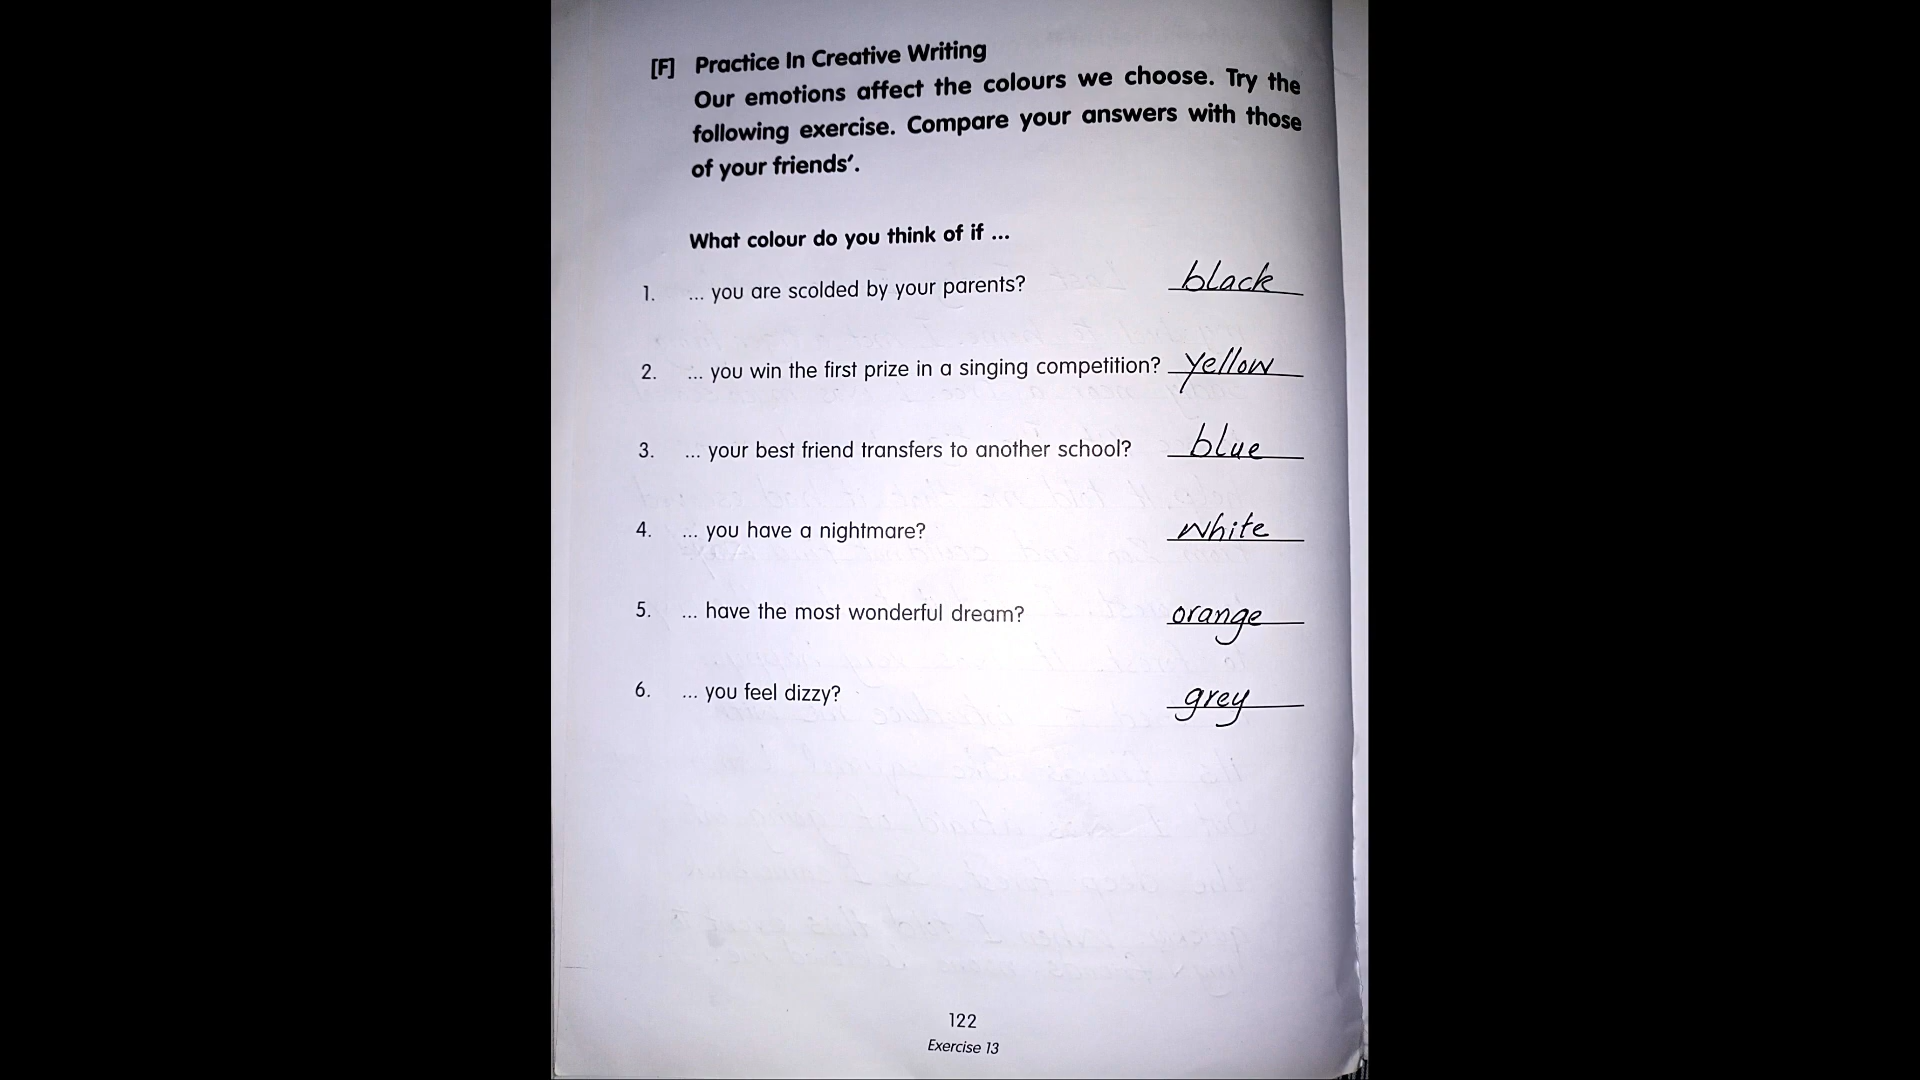 [F] Practice In Creative Writing
Our emotions affect the colours we choose. Try the
following exercise. Compare your answers with those
of your friends'.
What colour do you think of if ...
1. ... you are scolded by your parents? black
2. ... you win the first prize in a singing competition? yellow
3. ... your best friend transfers to another school? blue
4. ... you have a nightmare? white
5. ... have the most wonderful dream? orange
6. ... you feel dizzy? grey
122
Exercise 13